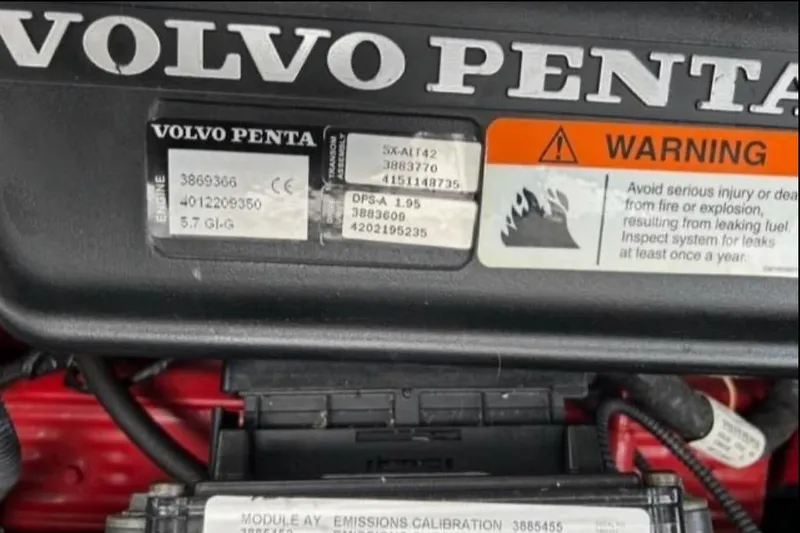 VOLVO PENTA
VOLVO PENTA
ENGINE
3869366
CE
4012209350
5.7 GI-G
TRANSOM
ASSEMBLY
SX-ALT42
3883770
4151148735
DPS-A 1.95
3883609
4202195235
WARNING
Avoid serious injury or dea
from fire or explosion,
resulting from leaking fuel
Inspect system for leaks
at least once a year.
MODULE AY EMISSIONS CALIBRATION 3885455